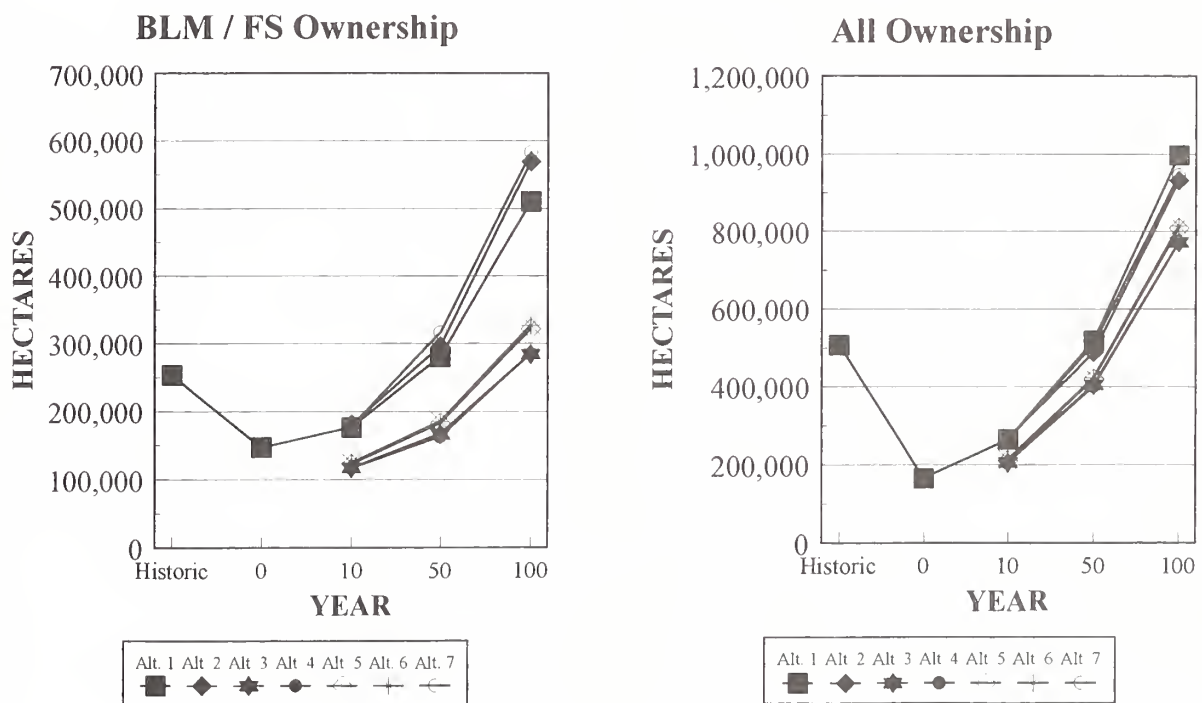 BLM / FS Ownership
700,000
600,000
500,000
400,000
300,000
200,000
100,000
0
HECTARES
Historic 0 10 50 100
YEAR
Alt. 1 Alt 2 Alt 3 Alt 4 Alt 5 Alt. 6 Alt. 7
All Ownership
1,200,000
1,000,000
800,000
600,000
400,000
200,000
0
HECTARES
Historic 0 10 50 100
YEAR
Alt. 1 Alt 2 Alt 3 Alt 4 Alt 5 Alt 6 Alt 7